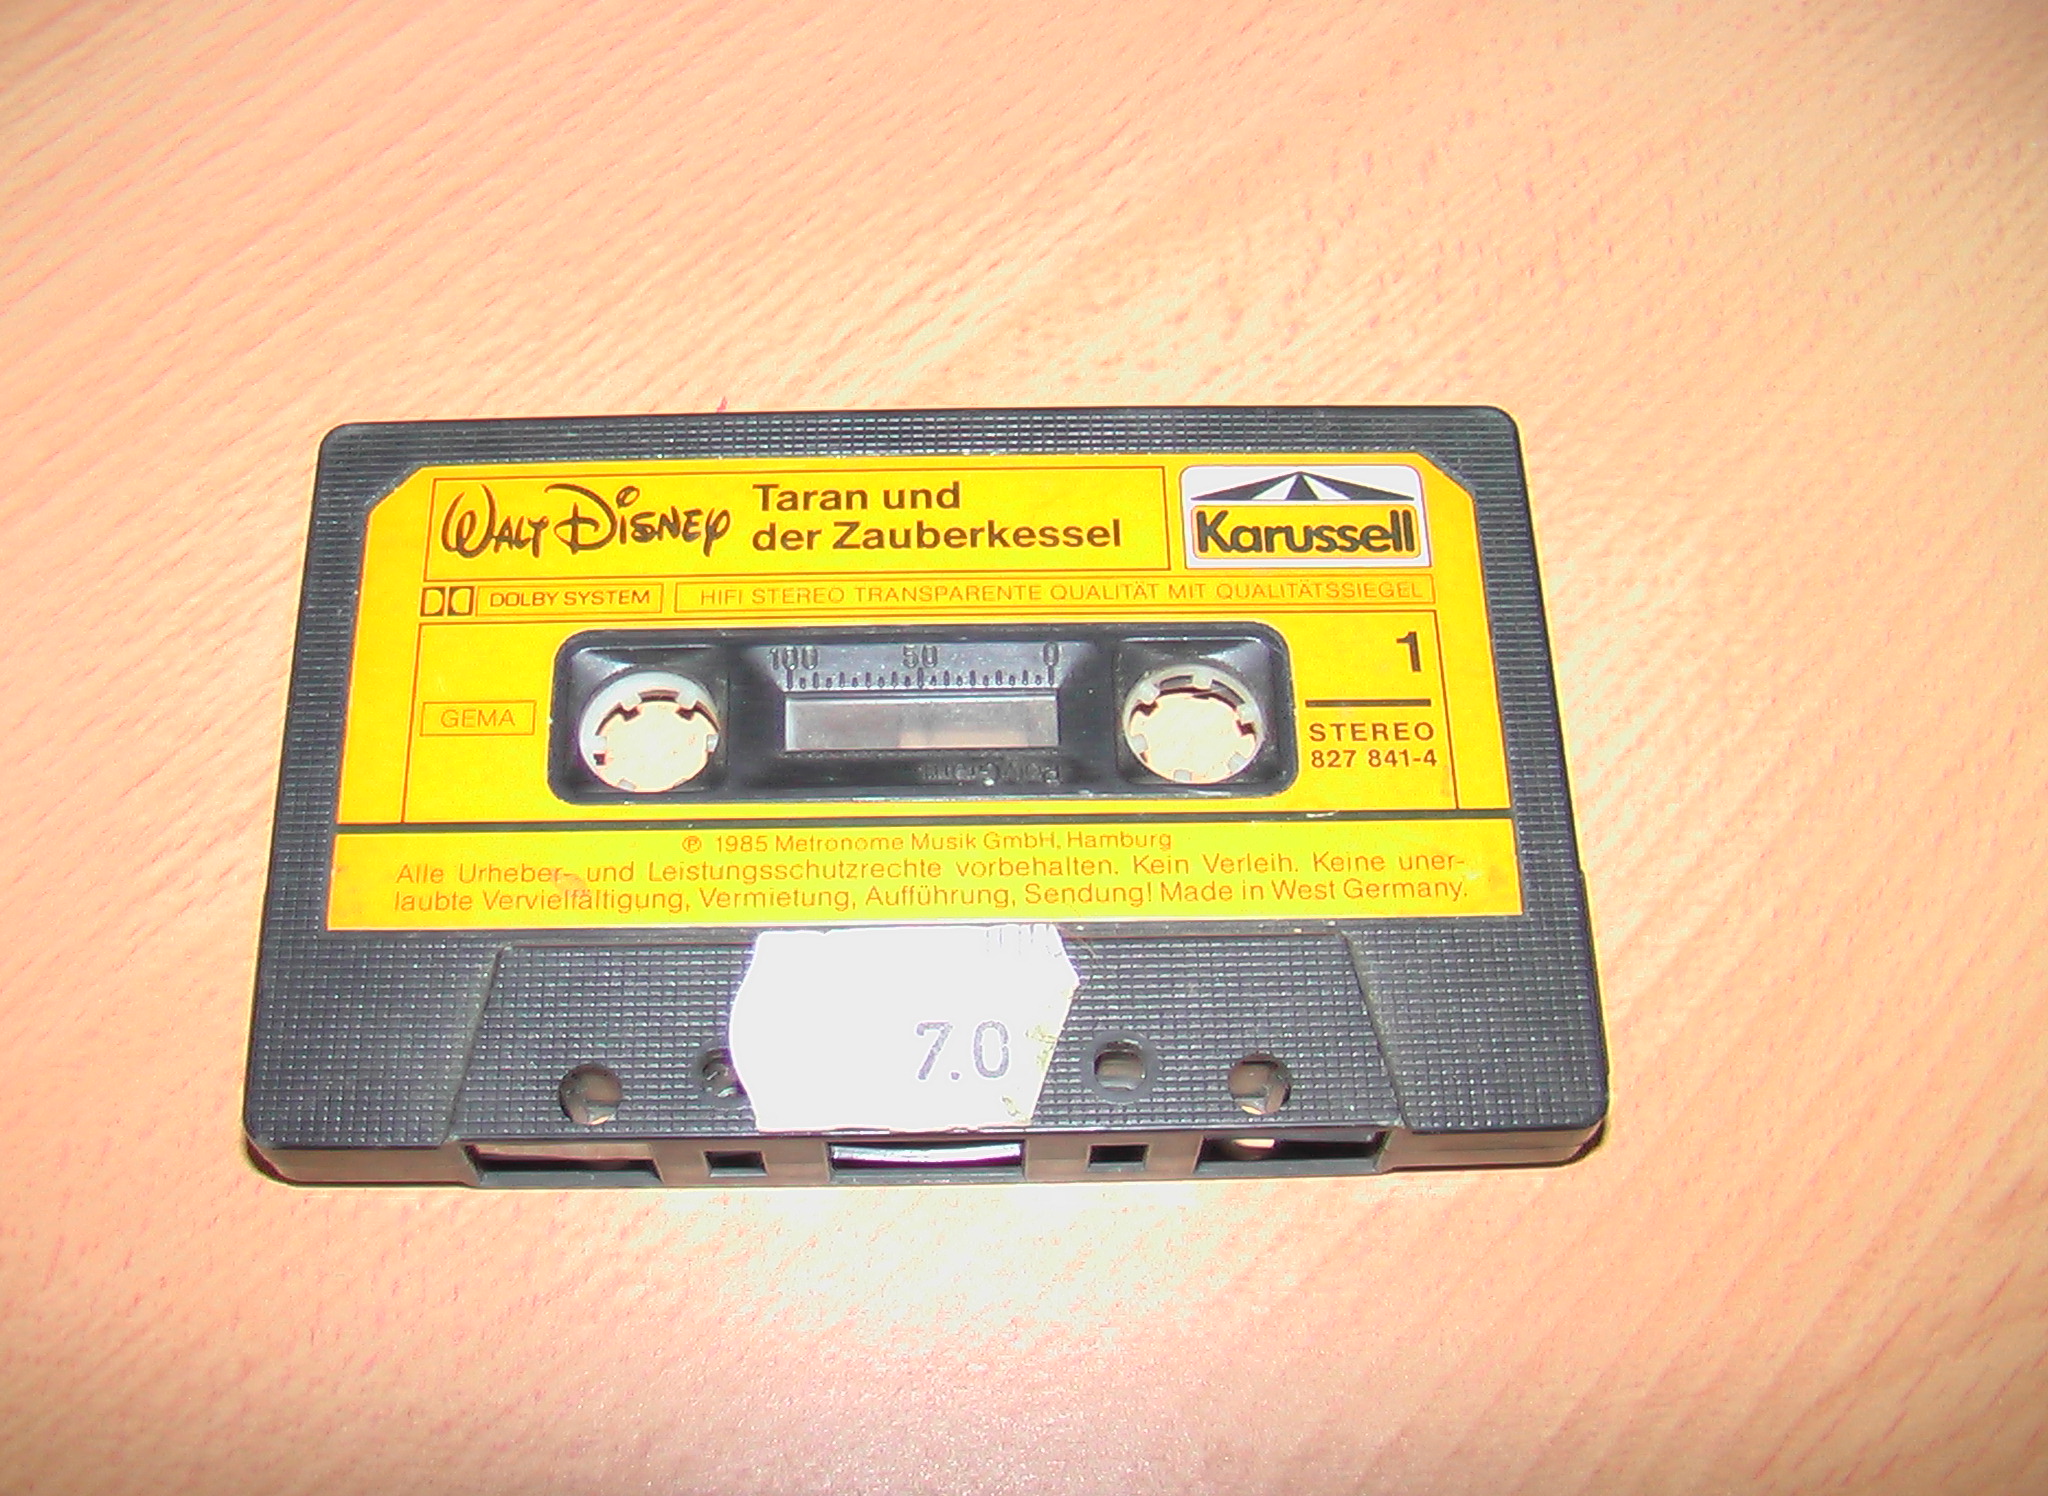 WALT DISNEY
Taran und
der Zauberkessel
Karussell
DOLBY SYSTEM
HIFI STEREO TRANSPARENTE QUALITÄT MIT QUALITÄTSSIEGEL
100 50 0
1
GEMA
STEREO
827 841-4
℗ 1985 Metronome Musik GmbH, Hamburg
Alle Urheber- und Leistungsschutzrechte vorbehalten. Kein Verleih. Keine uner-
laubte Vervielfältigung, Vermietung, Aufführung, Sendung! Made in West Germany.
7.0